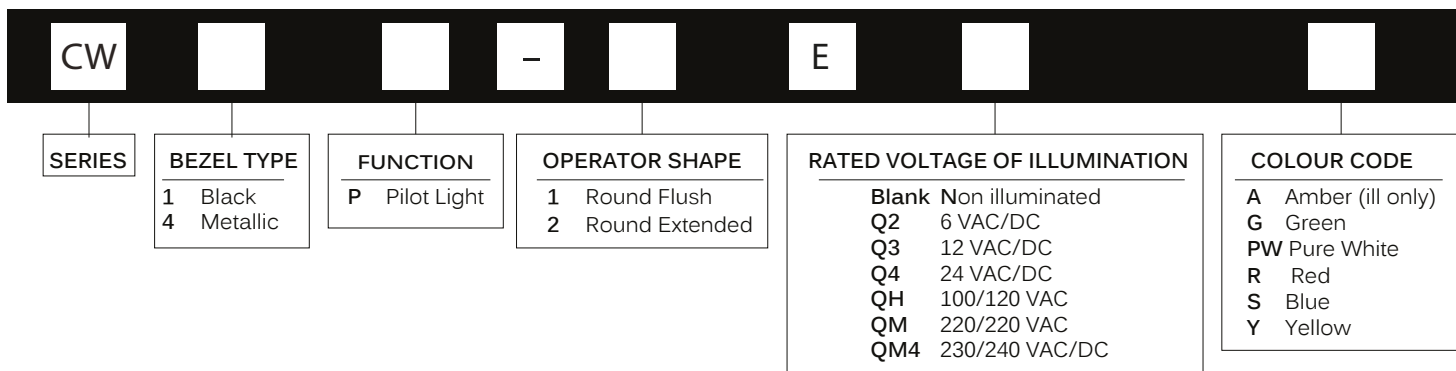 CW – E
SERIES
BEZEL TYPE
1 Black
4 Metallic
FUNCTION
P Pilot Light
OPERATOR SHAPE
1 Round Flush
2 Round Extended
RATED VOLTAGE OF ILLUMINATION
Blank Non illuminated
Q2 6 VAC/DC
Q3 12 VAC/DC
Q4 24 VAC/DC
QH 100/120 VAC
QM 220/220 VAC
QM4 230/240 VAC/DC
COLOUR CODE
A Amber (ill only)
G Green
PW Pure White
R Red
S Blue
Y Yellow